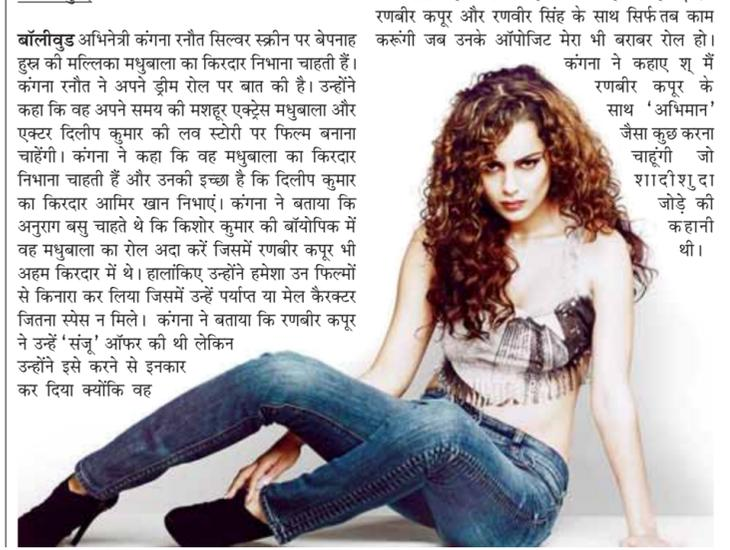 बॉलीवुड अभिनेत्री कंगना रनौत सिल्वर स्क्रीन पर बेपनाह
हुस्न की मल्लिका मधुबाला का किरदार निभाना चाहती हैं।
कंगना रनौत ने अपने ड्रीम रोल पर बात की है। उन्होंने
कहा कि वह अपने समय की मशहूर एक्ट्रेस मधुबाला और
एक्टर दिलीप कुमार की लव स्टोरी पर फिल्म बनाना
चाहेंगी। कंगना ने कहा कि वह मधुबाला का किरदार
निभाना चाहती हैं और उनकी इच्छा है कि दिलीप कुमार
का किरदार आमिर खान निभाएं। कंगना ने बताया कि
अनुराग बसु चाहते थे कि किशोर कुमार की बॉयोपिक में
वह मधुबाला का रोल अदा करें जिसमें रणबीर कपूर भी
अहम किरदार में थे। हालांकिए उन्होंने हमेशा उन फिल्मों
से किनारा कर लिया जिसमें उन्हें पर्याप्त या मेल कैरक्टर
जितना स्पेस न मिले। कंगना ने बताया कि रणबीर कपूर
ने उन्हें 'संजू' ऑफर की थी लेकिन
उन्होंने इसे करने से इनकार
कर दिया क्योंकि वह
रणबीर कपूर और रणवीर सिंह के साथ सिर्फ तब काम
करूंगी जब उनके ऑपोजिट मेरा भी बराबर रोल हो।
कंगना ने कहाए श् मैं
रणबीर कपूर के
साथ 'अभिमान'
जैसा कुछ करना
चाहूंगी जो
शादीशुदा
जोड़े की
कहानी
थी।